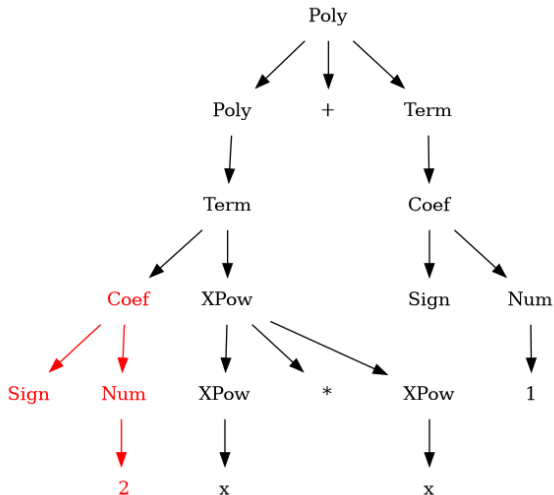 Poly
Poly + Term
Term Coef
Coef XPow Sign Num
Sign Num XPow * XPow 1
2 x x